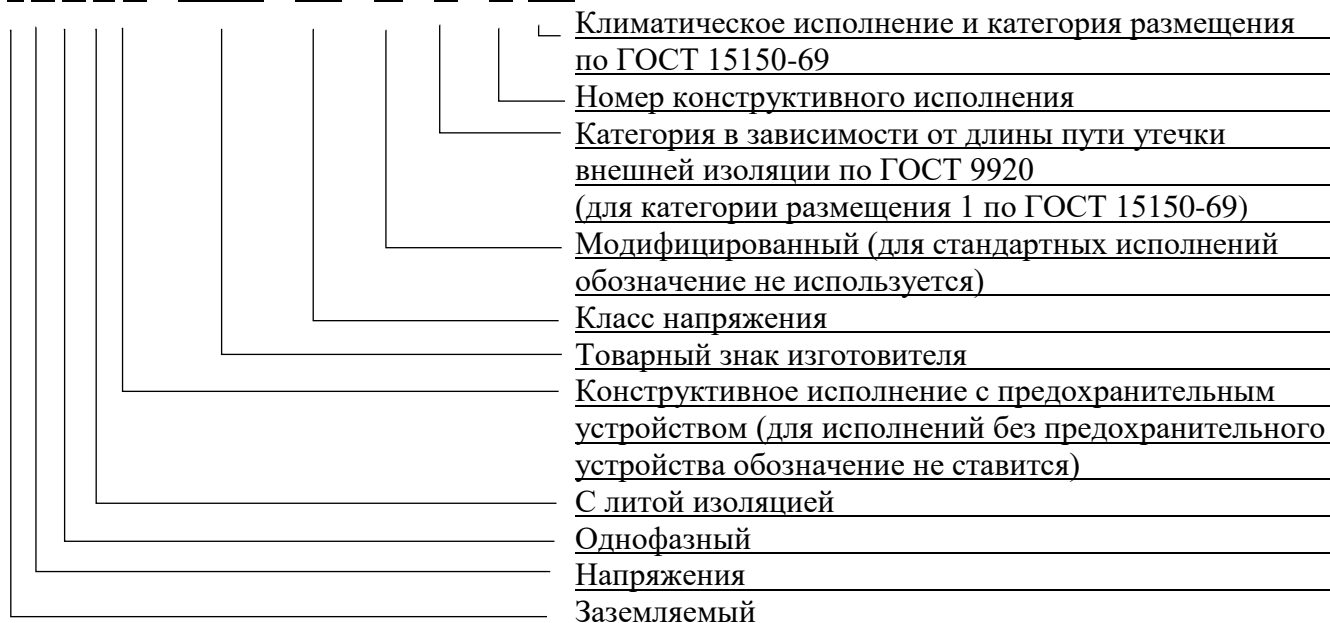 Климатическое исполнение и категория размещения
по ГОСТ 15150-69
Номер конструктивного исполнения
Категория в зависимости от длины пути утечки
внешней изоляции по ГОСТ 9920
(для категории размещения 1 по ГОСТ 15150-69)
Модифицированный (для стандартных исполнений
обозначение не используется)
Класс напряжения
Товарный знак изготовителя
Конструктивное исполнение с предохранительным
устройством (для исполнений без предохранительного
устройства обозначение не ставится)
С литой изоляцией
Однофазный
Напряжения
Заземляемый